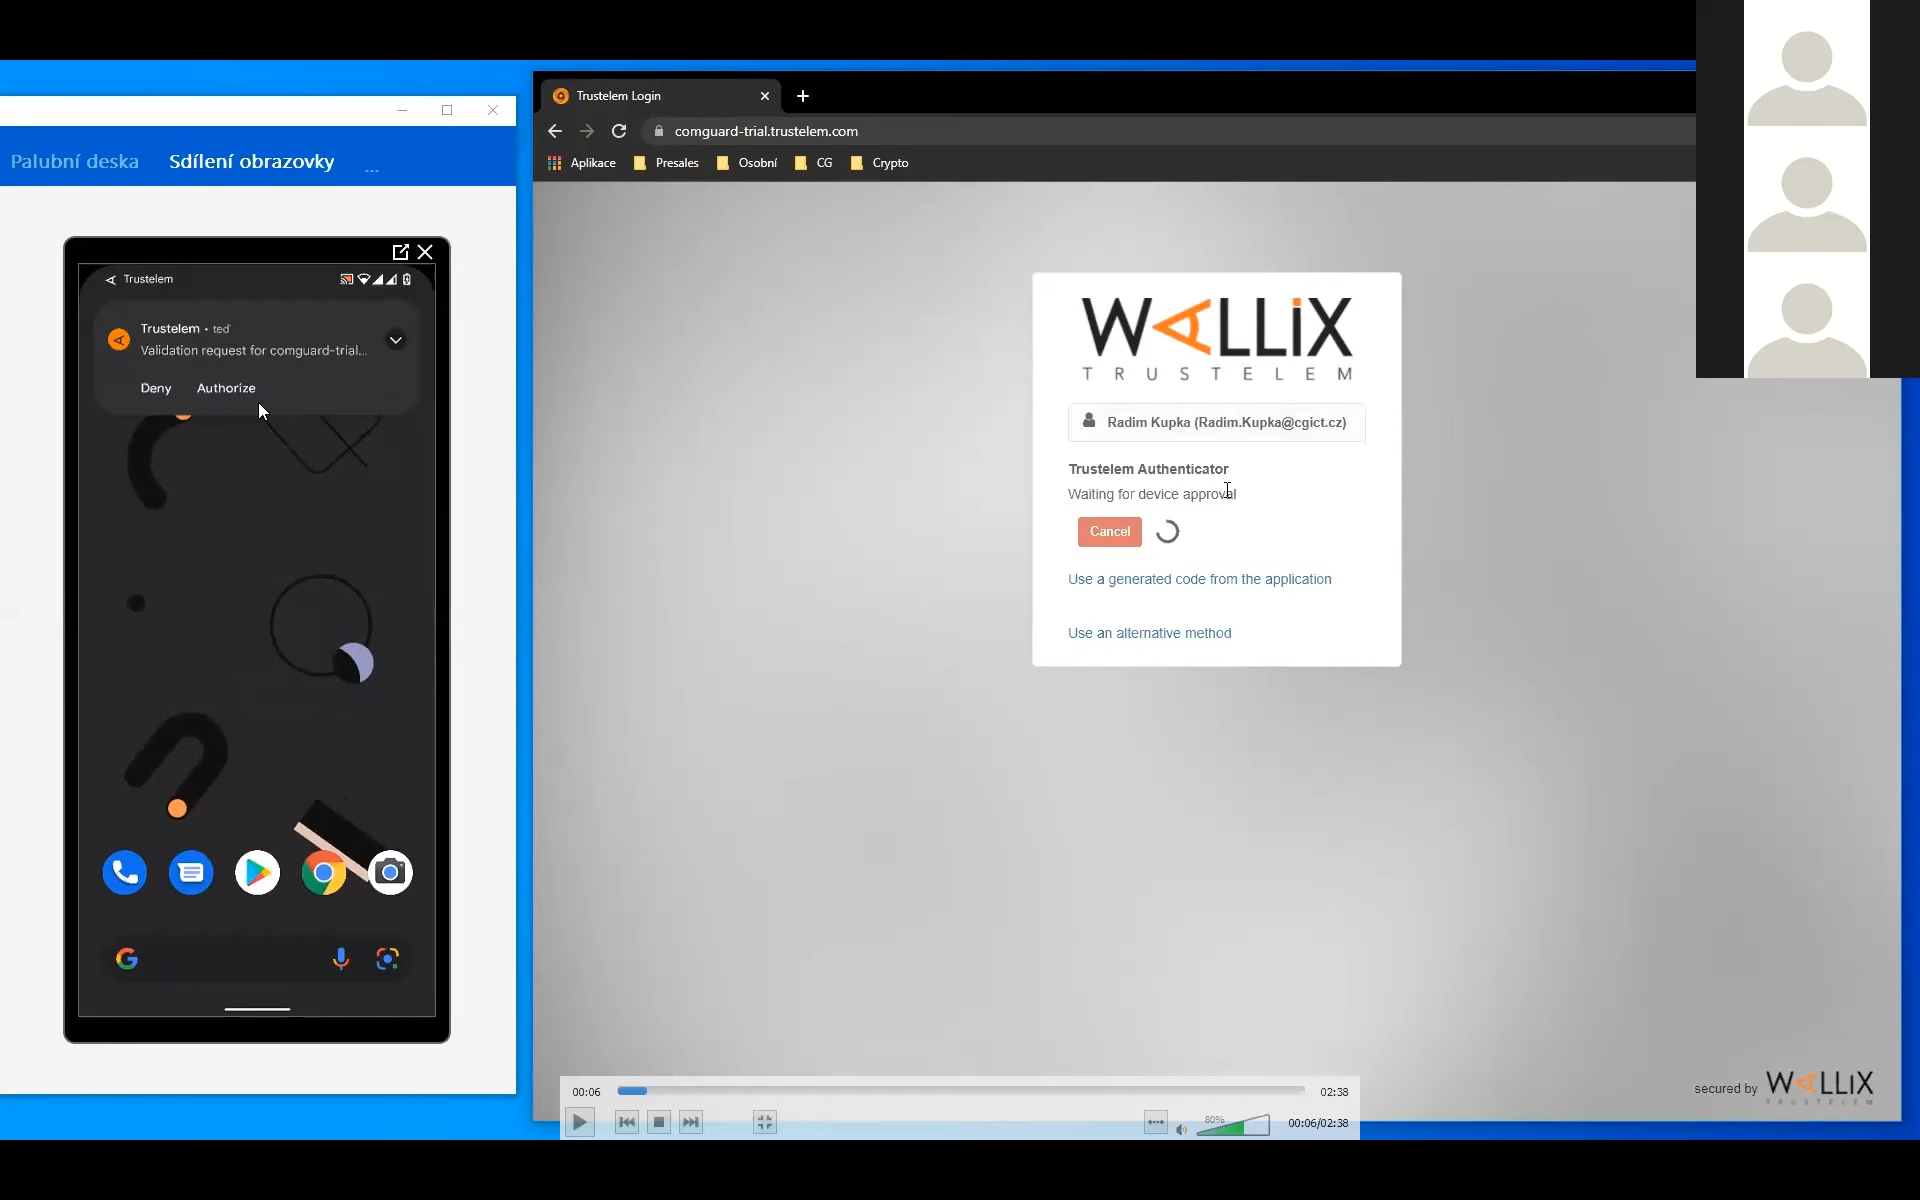 Palubní deska
Sdílení obrazovky
...
Trustelem
Trustelem • teď
Validation request for comguard-trial...
Deny
Authorize
Trustelem Login
comguard-trial.trustelem.com
Aplikace
Presales
Osobní
CG
Crypto
WALLiX
TRUSTELEM
Radim Kupka (Radim.Kupka@cgict.cz)
Trustelem Authenticator
Waiting for device approval
Cancel
Use a generated code from the application
Use an alternative method
secured by WALLiX
TRUSTELEM
00:06
02:38
80%
00:06/02:38